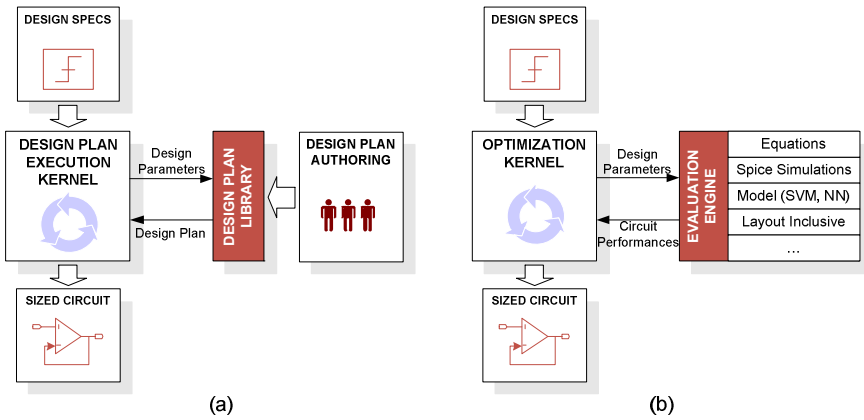 DESIGN SPECS
DESIGN PLAN
EXECUTION
KERNEL
Design
Parameters
Design Plan
DESIGN PLAN
LIBRARY
DESIGN PLAN
AUTHORING
SIZED CIRCUIT
(a)
DESIGN SPECS
OPTIMIZATION
KERNEL
Design
Parameters
Circuit
Performances
EVALUATION
ENGINE
Equations
Spice Simulations
Model (SVM, NN)
Layout Inclusive
...
SIZED CIRCUIT
(b)